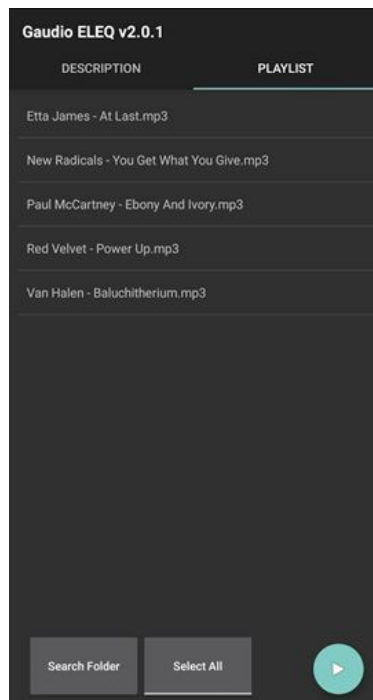 Gaudio ELEQ v2.0.1
DESCRIPTION PLAYLIST
Etta James - At Last.mp3
New Radicals - You Get What You Give.mp3
Paul McCartney - Ebony And Ivory.mp3
Red Velvet - Power Up.mp3
Van Halen - Baluchitherium.mp3
Search Folder Select All